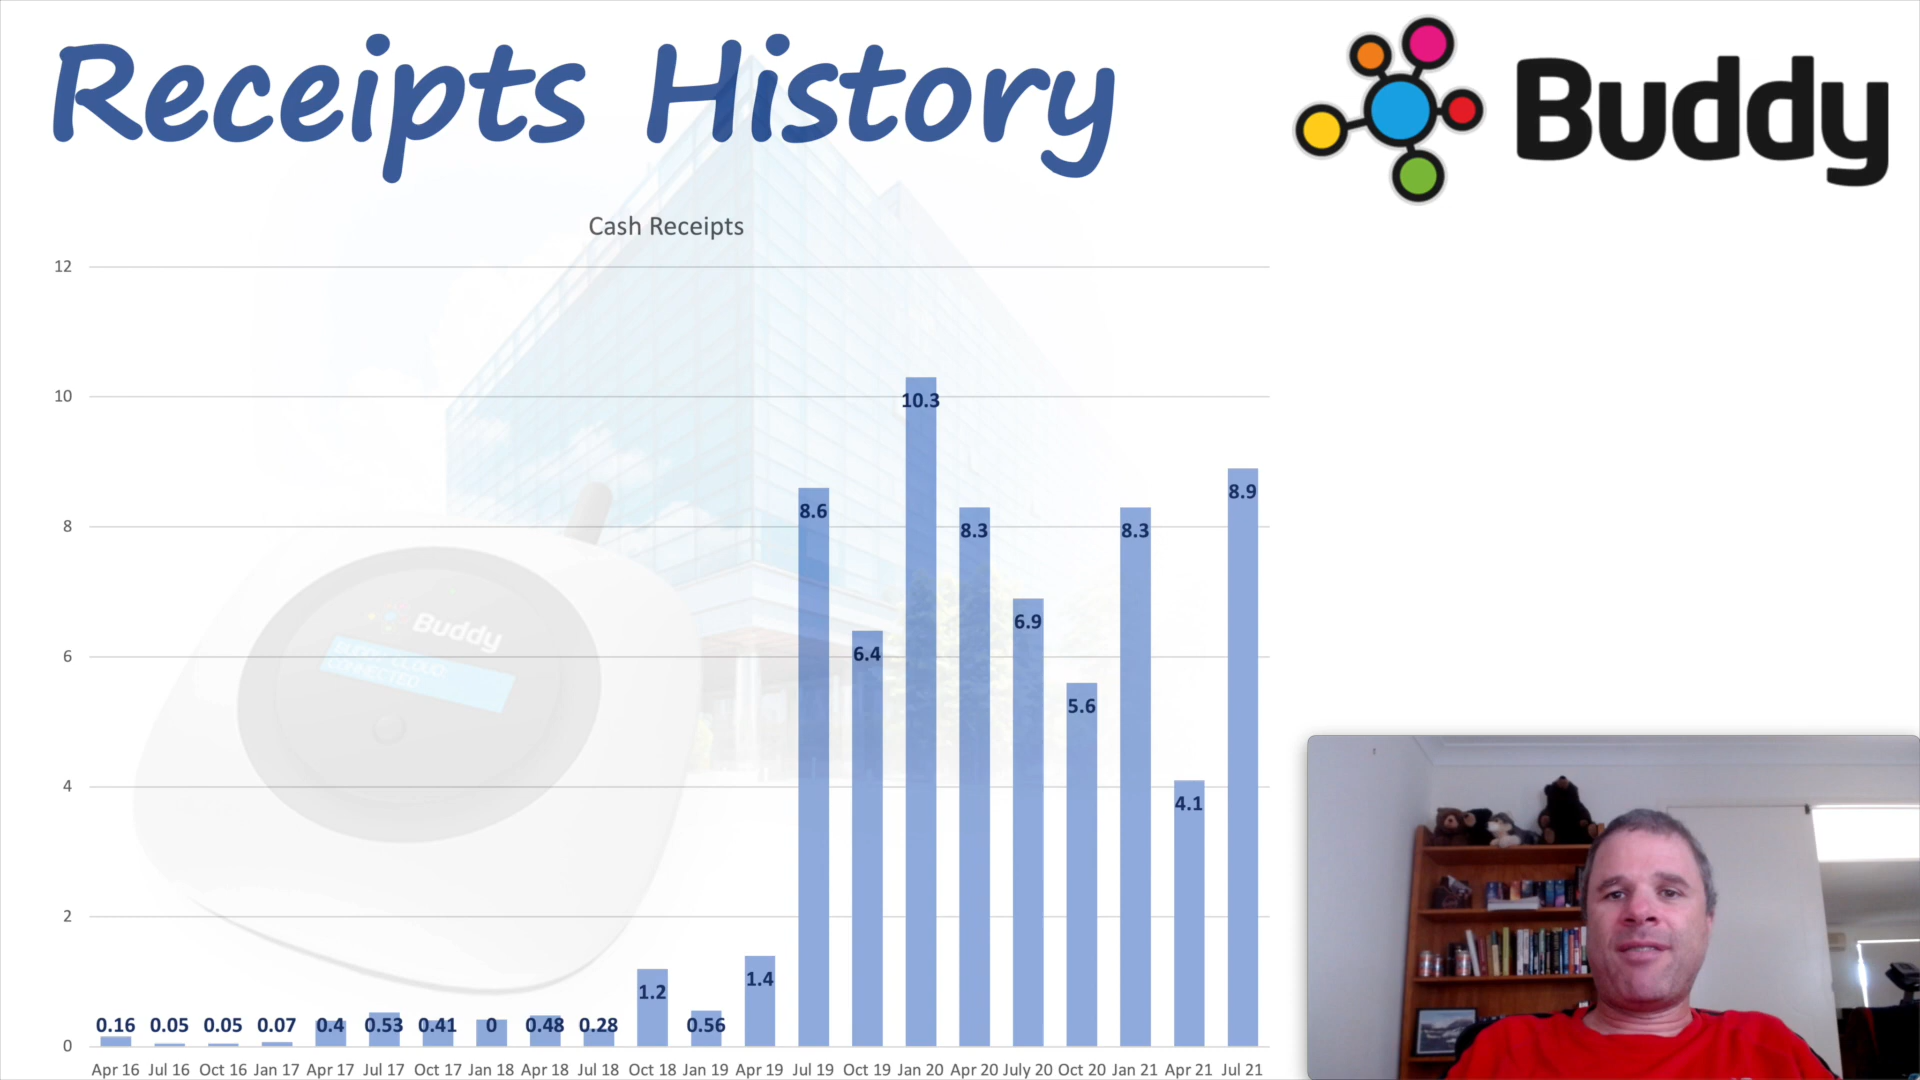 Receipts History
Buddy
Cash Receipts
12
10
8
6
4
2
0
0.16 0.05 0.05 0.07 0.4 0.53 0.41 0 0.48 0.28 1.2 0.56 1.4 8.6 6.4 10.3 8.3 6.9 5.6 8.3 4.1 8.9
Apr 16 Jul 16 Oct 16 Jan 17 Apr 17 Jul 17 Oct 17 Jan 18 Apr 18 Jul 18 Oct 18 Jan 19 Apr 19 Jul 19 Oct 19 Jan 20 Apr 20 July 20 Oct 20 Jan 21 Apr 21 Jul 21
Buddy
BUDDY CLOUD:
CONNECTED